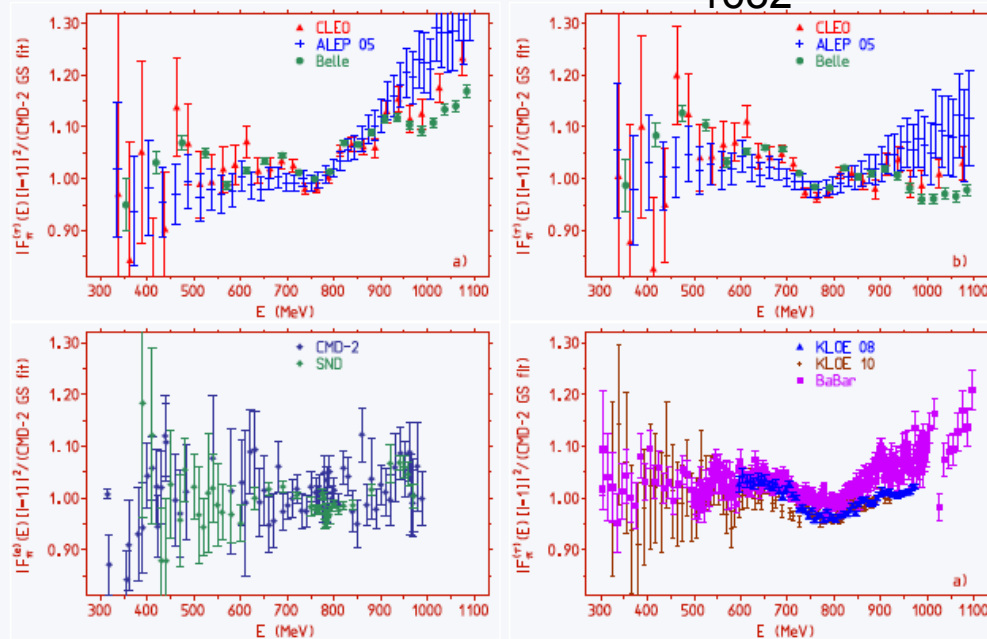 CLEO
ALEP 05
Belle
1.30
1.20
1.10
1.00
0.90
|Fπ(τ)(E) [I=1]|²/(CMD-2 GS fit)
a)
300 400 500 600 700 800 900 1000 1100
E (MeV)
CLEO
ALEP 05
Belle
1.30
1.20
1.10
1.00
0.90
|Fπ(τ)(E) [I=1]|²/(CMD-2 GS fit)
b)
300 400 500 600 700 800 900 1000 1100
E (MeV)
CMD-2
SND
1.30
1.20
1.10
1.00
0.90
|Fπ(e)(E) [I=1]|²/(CMD-2 GS fit)
300 400 500 600 700 800 900 1000 1100
E (MeV)
KLOE 08
KLOE 10
BaBar
1.30
1.20
1.10
1.00
0.90
|Fπ(τ)(E) [I=1]|²/(CMD-2 GS fit)
a)
300 400 500 600 700 800 900 1000 1100
E (MeV)